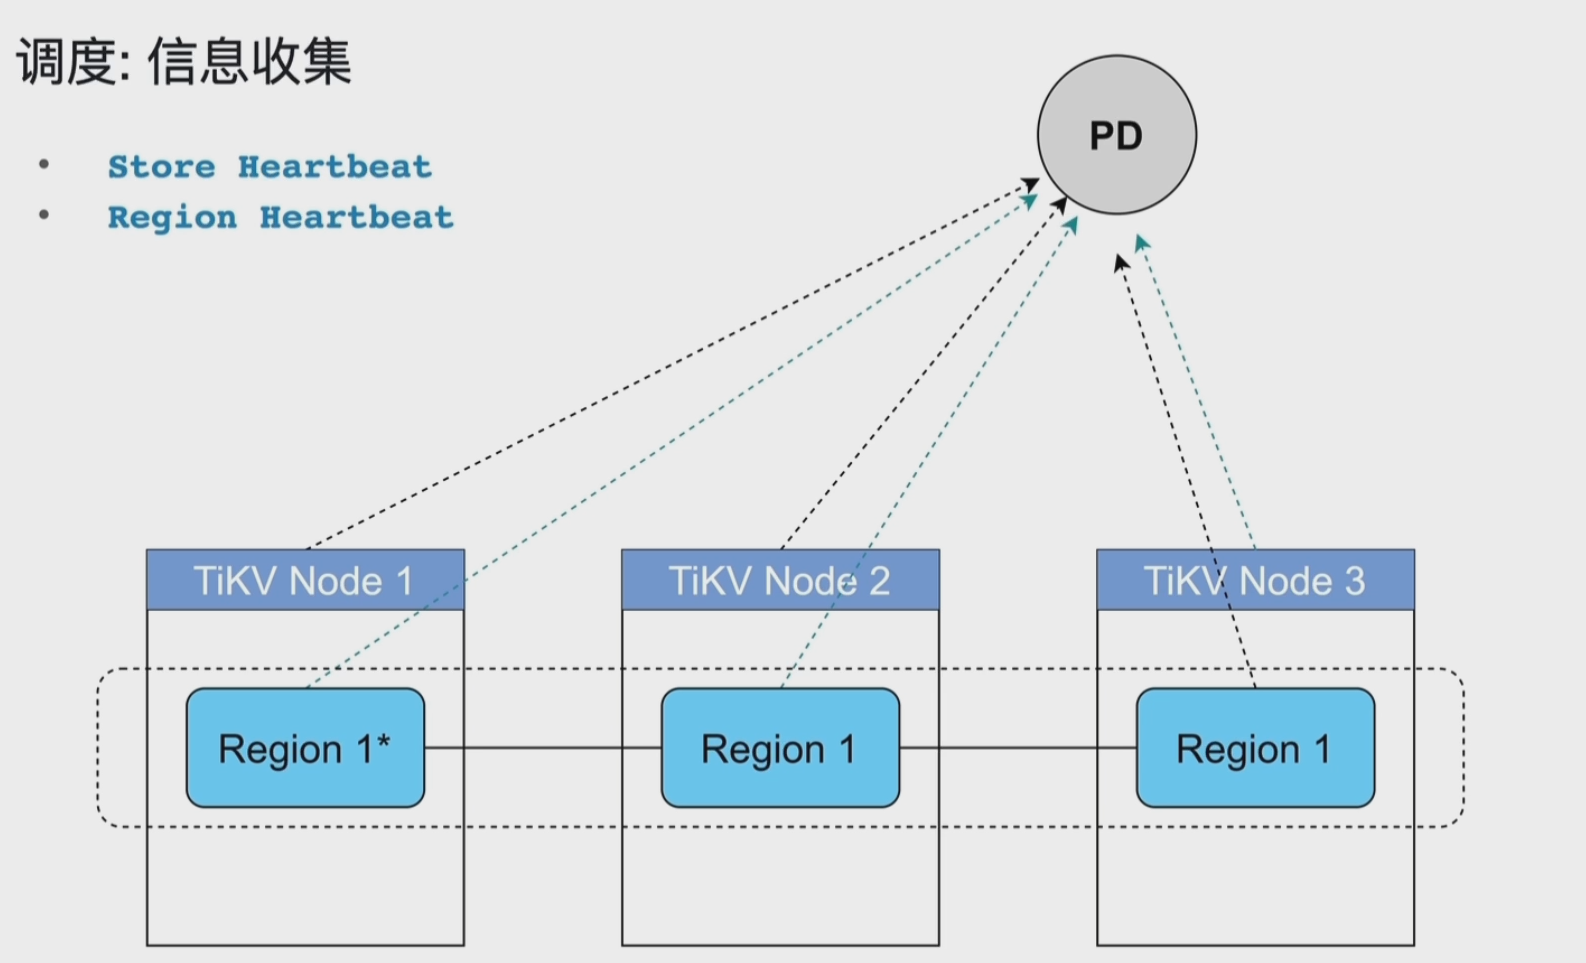 调度: 信息收集
• Store Heartbeat
• Region Heartbeat
PD
TiKV Node 1
TiKV Node 2
TiKV Node 3
Region 1*
Region 1
Region 1